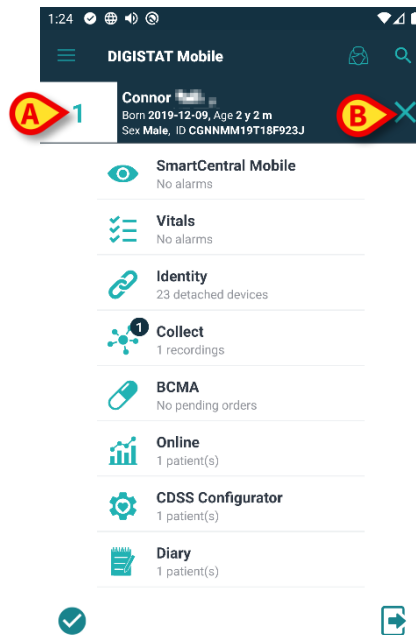 1:24
DIGISTAT Mobile
A
1
Connor
B
Born 2019-12-09, Age 2 y 2 m
Sex Male, ID CGNNMM19T18F923J
SmartCentral Mobile
No alarms
Vitals
No alarms
Identity
23 detached devices
1
Collect
1 recordings
BCMA
No pending orders
Online
1 patient(s)
CDSS Configurator
1 patient(s)
Diary
1 patient(s)